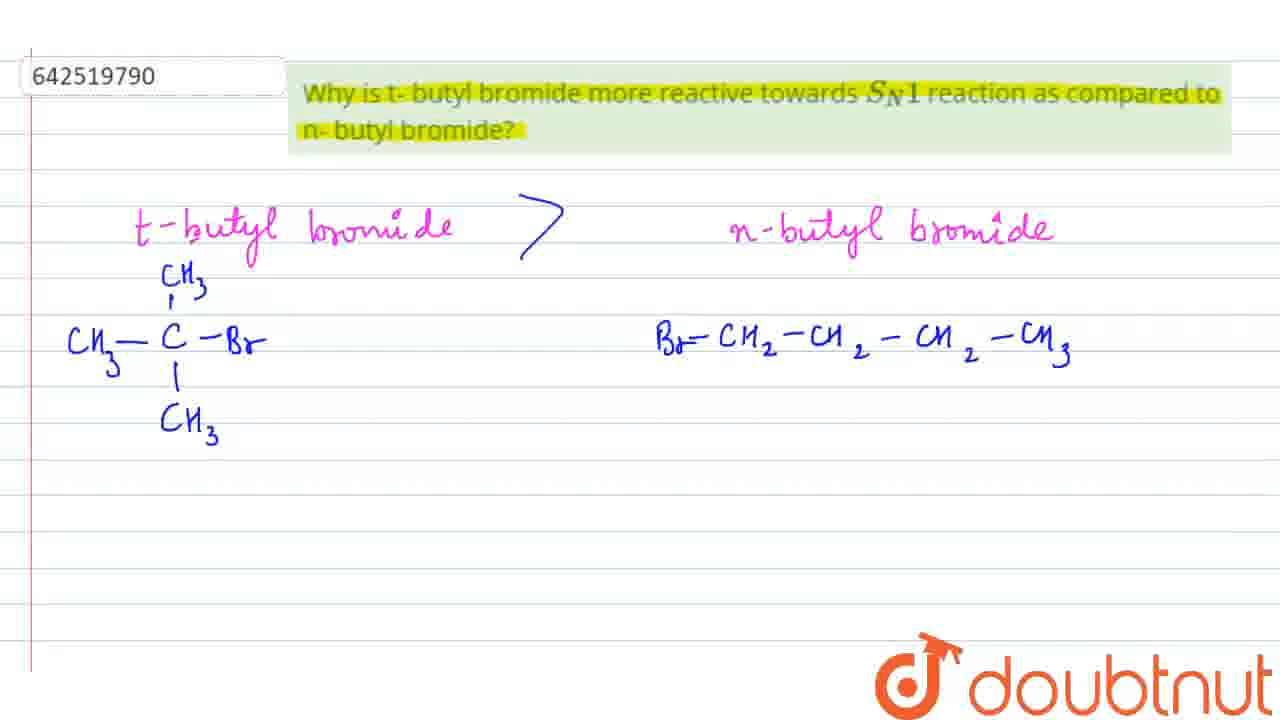 642519790
Why is t- butyl bromide more reactive towards S_N1 reaction as compared to
n- butyl bromide?
t-butyl bromide > n-butyl bromide
CH₃
CH₃—C—Br Br—CH₂—CH₂—CH₂—CH₃
CH₃
doubtnut